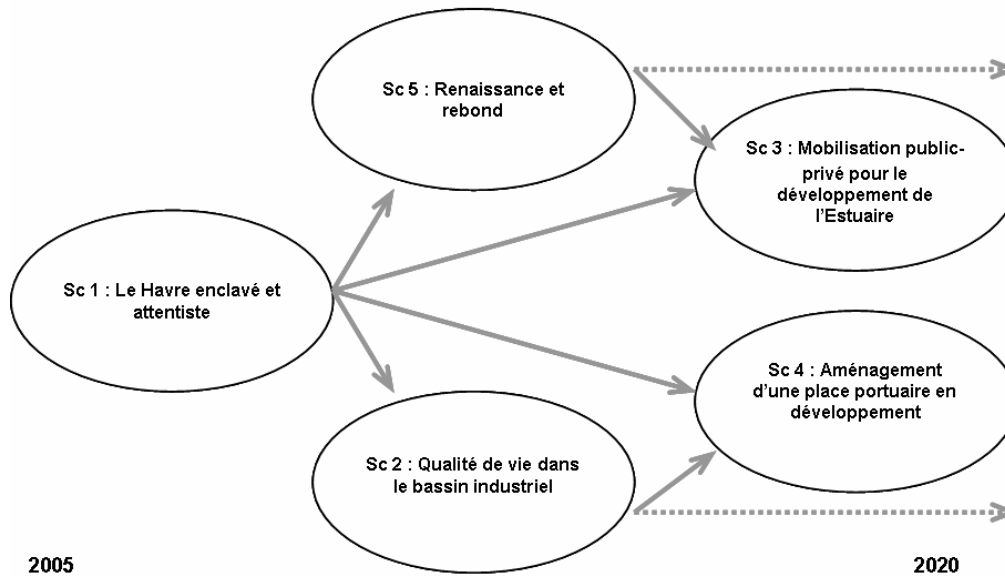 Sc 5 : Renaissance et
rebond
Sc 3 : Mobilisation public-
privé pour le
développement de
l'Estuaire
Sc 1 : Le Havre enclavé et
attentiste
Sc 4 : Aménagement
d'une place portuaire en
développement
Sc 2 : Qualité de vie dans
le bassin industriel
2005
2020